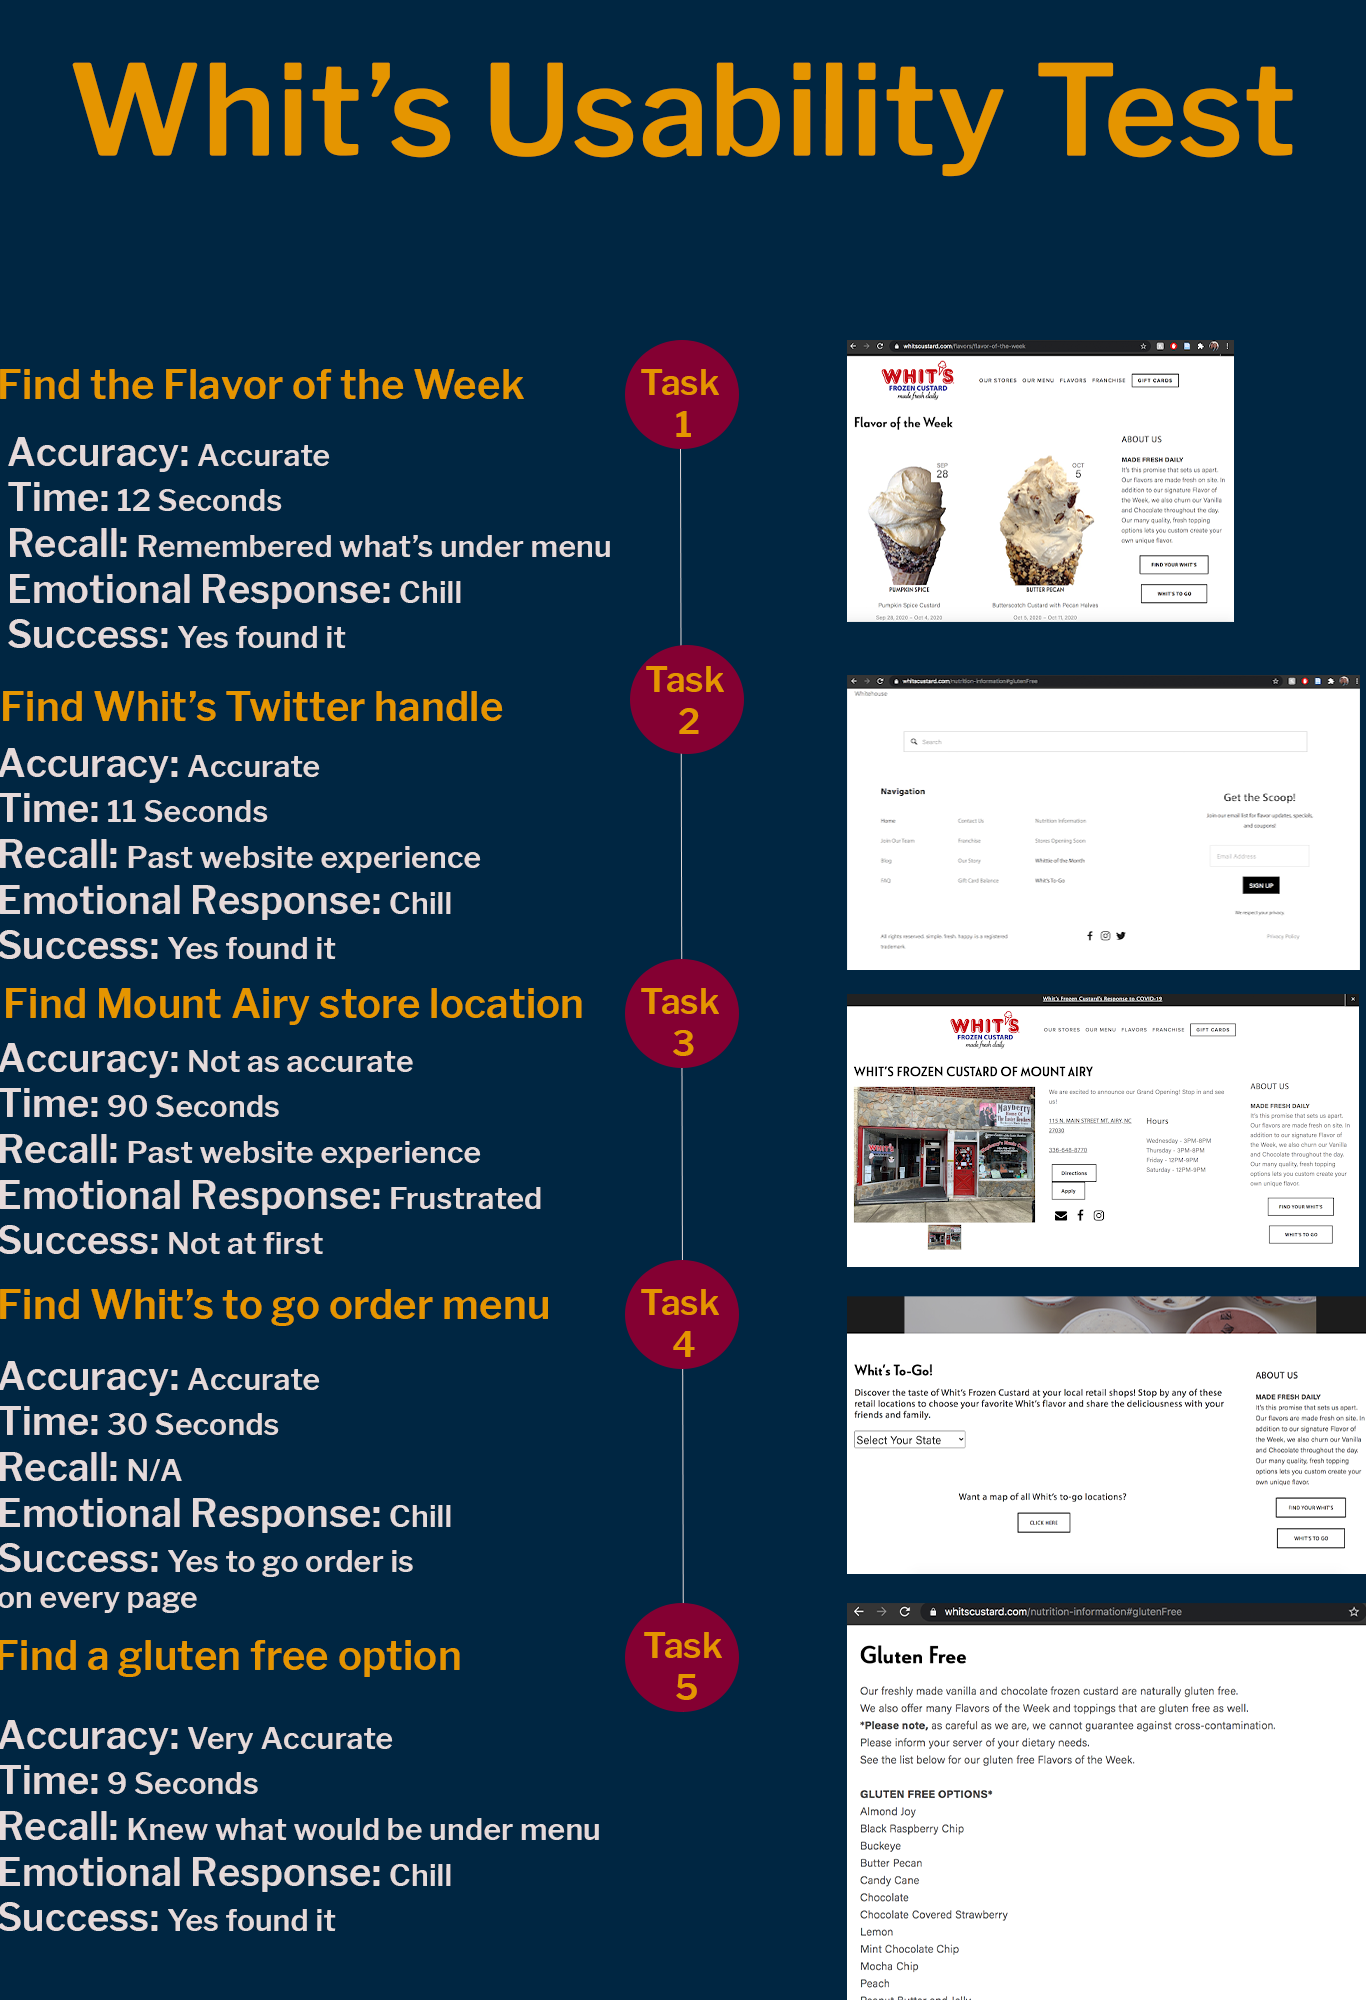 Whit's Usability Test
Find the Flavor of the Week
Accuracy: Accurate
Time: 12 Seconds
Recall: Remembered what's under menu
Emotional Response: Chill
Success: Yes found it
Task
1
whitscustard.com/flavors/flavor-of-the-week
WHIT'S
FROZEN CUSTARD
made fresh daily
OUR STORES OUR MENU FLAVORS FRANCHISE GIFT CARDS
Flavor of the Week
SEP
28
OCT
5
PUMPKIN SPICE
BUTTER PECAN
Pumpkin Spice Custard
Butterscotch Custard with Pecan Halves
Sep 28, 2020 – Oct 4, 2020
Oct 5, 2020 – Oct 11, 2020
ABOUT US
MADE FRESH DAILY
It's this promise that sets us apart.
Our flavors are made fresh on site. In
addition to our signature Flavor of
the Week, we also churn our Vanilla
and Chocolate throughout the day.
Our many quality, fresh topping
options lets you custom create your
own unique flavor.
FIND YOUR WHIT'S
WHIT'S TO GO
Find Whit's Twitter handle
Accuracy: Accurate
Time: 11 Seconds
Recall: Past website experience
Emotional Response: Chill
Success: Yes found it
Task
2
whitscustard.com/nutrition-information#glutenFree
Whitehouse
Search
Navigation
Home
Contact Us
Nutrition Information
Join Our Team
Franchise
Stores Opening Soon
Blog
Our Story
Whittie of the Month
FAQ
Gift Card Balance
Whit's To-Go
Get the Scoop!
Join our email list for flavor updates, specials,
and coupons!
Email Address
SIGN UP
We respect your privacy.
All rights reserved. simple. fresh. happy. is a registered
trademark.
Privacy Policy
Find Mount Airy store location
Accuracy: Not as accurate
Time: 90 Seconds
Recall: Past website experience
Emotional Response: Frustrated
Success: Not at first
Task
3
Whit's Frozen Custard's Response to COVID-19
WHIT'S
FROZEN CUSTARD
made fresh daily
OUR STORES OUR MENU FLAVORS FRANCHISE GIFT CARDS
WHIT'S FROZEN CUSTARD OF MOUNT AIRY
Mayberry
We are excited to announce our Grand Opening! Stop in and see
us!
115 N. MAIN STREET MT. AIRY, NC
27030
336-648-8770
Directions
Apply
Hours
Wednesday - 3PM-8PM
Thursday - 3PM-8PM
Friday - 12PM-9PM
Saturday - 12PM-9PM
ABOUT US
MADE FRESH DAILY
It's this promise that sets us apart.
Our flavors are made fresh on site. In
addition to our signature Flavor of
the Week, we also churn our Vanilla
and Chocolate throughout the day.
Our many quality, fresh topping
options lets you custom create your
own unique flavor.
FIND YOUR WHIT'S
WHIT'S TO GO
Find Whit's to go order menu
Accuracy: Accurate
Time: 30 Seconds
Recall: N/A
Emotional Response: Chill
Success: Yes to go order is
on every page
Task
4
Whit's To-Go!
Discover the taste of Whit's Frozen Custard at your local retail shops! Stop by any of these
retail locations to choose your favorite Whit's flavor and share the deliciousness with your
friends and family.
Select Your State
Want a map of all Whit's to-go locations?
CLICK HERE
ABOUT US
MADE FRESH DAILY
It's this promise that sets us apart.
Our flavors are made fresh on site. In
addition to our signature Flavor of
the Week, we also churn our Vanilla
and Chocolate throughout the day.
Our many quality, fresh topping
options lets you custom create your
own unique flavor.
FIND YOUR WHIT'S
WHIT'S TO GO
Find a gluten free option
Accuracy: Very Accurate
Time: 9 Seconds
Recall: Knew what would be under menu
Emotional Response: Chill
Success: Yes found it
Task
5
whitscustard.com/nutrition-information#glutenFree
Gluten Free
Our freshly made vanilla and chocolate frozen custard are naturally gluten free.
We also offer many Flavors of the Week and toppings that are gluten free as well.
*Please note, as careful as we are, we cannot guarantee against cross-contamination.
Please inform your server of your dietary needs.
See the list below for our gluten free Flavors of the Week.
GLUTEN FREE OPTIONS*
Almond Joy
Black Raspberry Chip
Buckeye
Butter Pecan
Candy Cane
Chocolate
Chocolate Covered Strawberry
Lemon
Mint Chocolate Chip
Mocha Chip
Peach
Peanut Butter and Jelly